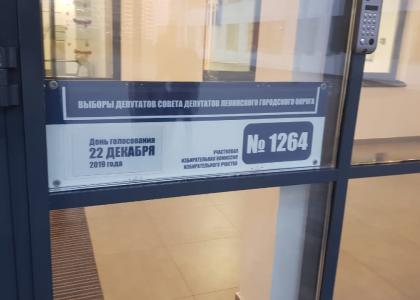 ВЫБОРЫ ДЕПУТАТОВ СОВЕТА ДЕПУТАТОВ ЛЕНИНСКОГО ГОРОДСКОГО ОКРУГА
День голосования
22 ДЕКАБРЯ
2019 года
УЧАСТКОВАЯ
ИЗБИРАТЕЛЬНАЯ КОМИССИЯ
ИЗБИРАТЕЛЬНОГО УЧАСТКА
№ 1264